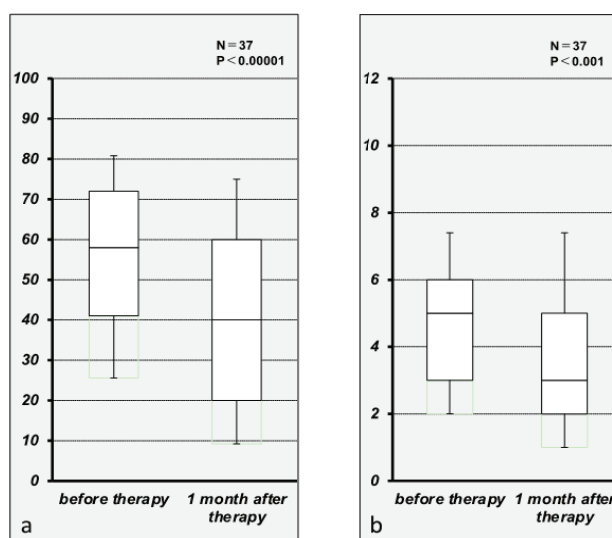 N=37
P<0.00001
100
90
80
70
60
50
40
30
20
10
0
before therapy
1 month after
therapy
a
N=37
P<0.001
12
10
8
6
4
2
0
before therapy
1 month after
therapy
b